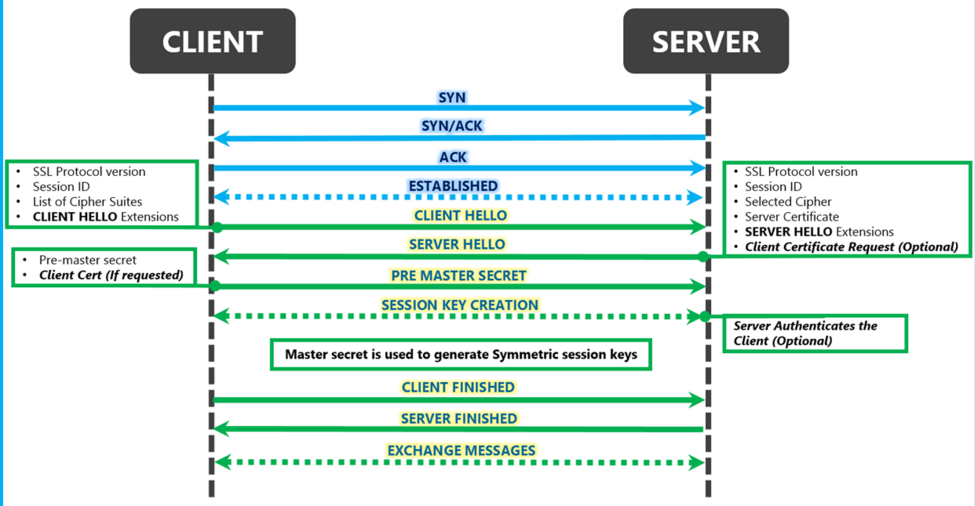 CLIENT
SERVER
SYN
SYN/ACK
ACK
ESTABLISHED
• SSL Protocol version
• Session ID
• List of Cipher Suites
• CLIENT HELLO Extensions
• SSL Protocol version
• Session ID
• Selected Cipher
• Server Certificate
• SERVER HELLO Extensions
• Client Certificate Request (Optional)
CLIENT HELLO
SERVER HELLO
• Pre-master secret
• Client Cert (If requested)
PRE MASTER SECRET
SESSION KEY CREATION
Server Authenticates the
Client (Optional)
Master secret is used to generate Symmetric session keys
CLIENT FINISHED
SERVER FINISHED
EXCHANGE MESSAGES